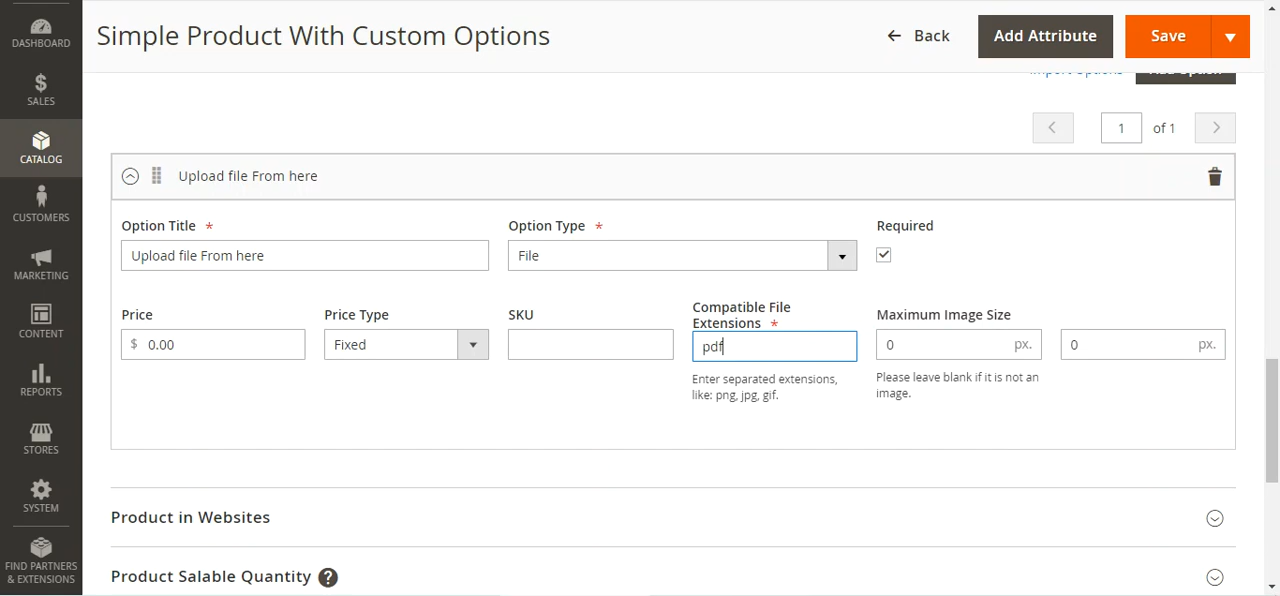 Simple Product With Custom Options
Back
Add Attribute
Save
DASHBOARD
SALES
CATALOG
CUSTOMERS
MARKETING
CONTENT
REPORTS
STORES
SYSTEM
FIND PARTNERS
& EXTENSIONS
Import Options
Add Option
1 of 1
Upload file From here
Option Title *
Option Type *
Required
Upload file From here
File
Price
Price Type
SKU
Compatible File
Extensions *
Maximum Image Size
$ 0.00
Fixed
pdf
0 px.
0 px.
Enter separated extensions,
like: png, jpg, gif.
Please leave blank if it is not an
image.
Product in Websites
Product Salable Quantity ?